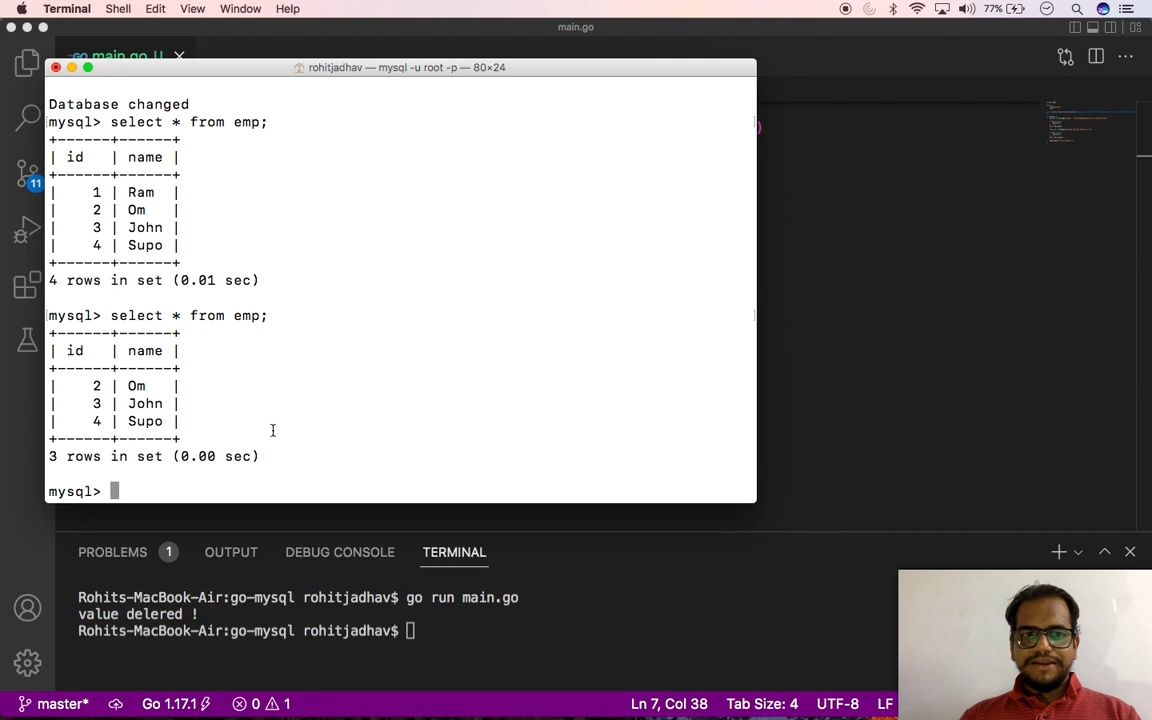 Terminal Shell Edit View Window Help 77%
main.go
main.go U
rohitjadhav — mysql -u root -p — 80×24
Database changed
mysql> select * from emp;
+------+------+
| id   | name |
+------+------+
|    1 | Ram  |
|    2 | Om   |
|    3 | John |
|    4 | Supo |
+------+------+
4 rows in set (0.01 sec)
mysql> select * from emp;
+------+------+
| id   | name |
+------+------+
|    2 | Om   |
|    3 | John |
|    4 | Supo |
+------+------+
3 rows in set (0.00 sec)
mysql>
11
PROBLEMS 1 OUTPUT DEBUG CONSOLE TERMINAL
Rohits-MacBook-Air:go-mysql rohitjadhav$ go run main.go
value delered !
Rohits-MacBook-Air:go-mysql rohitjadhav$
master* Go 1.17.1 0 1 Ln 7, Col 38 Tab Size: 4 UTF-8 LF